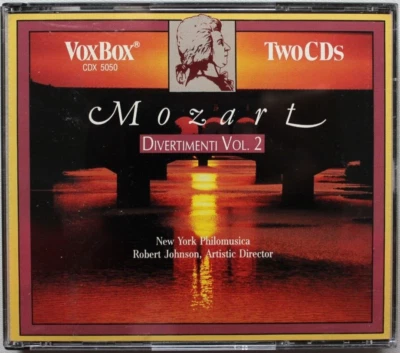 VoxBox®
CDX 5050
TwoCDs
Mozart
Divertimenti Vol. 2
New York Philomusica
Robert Johnson, Artistic Director